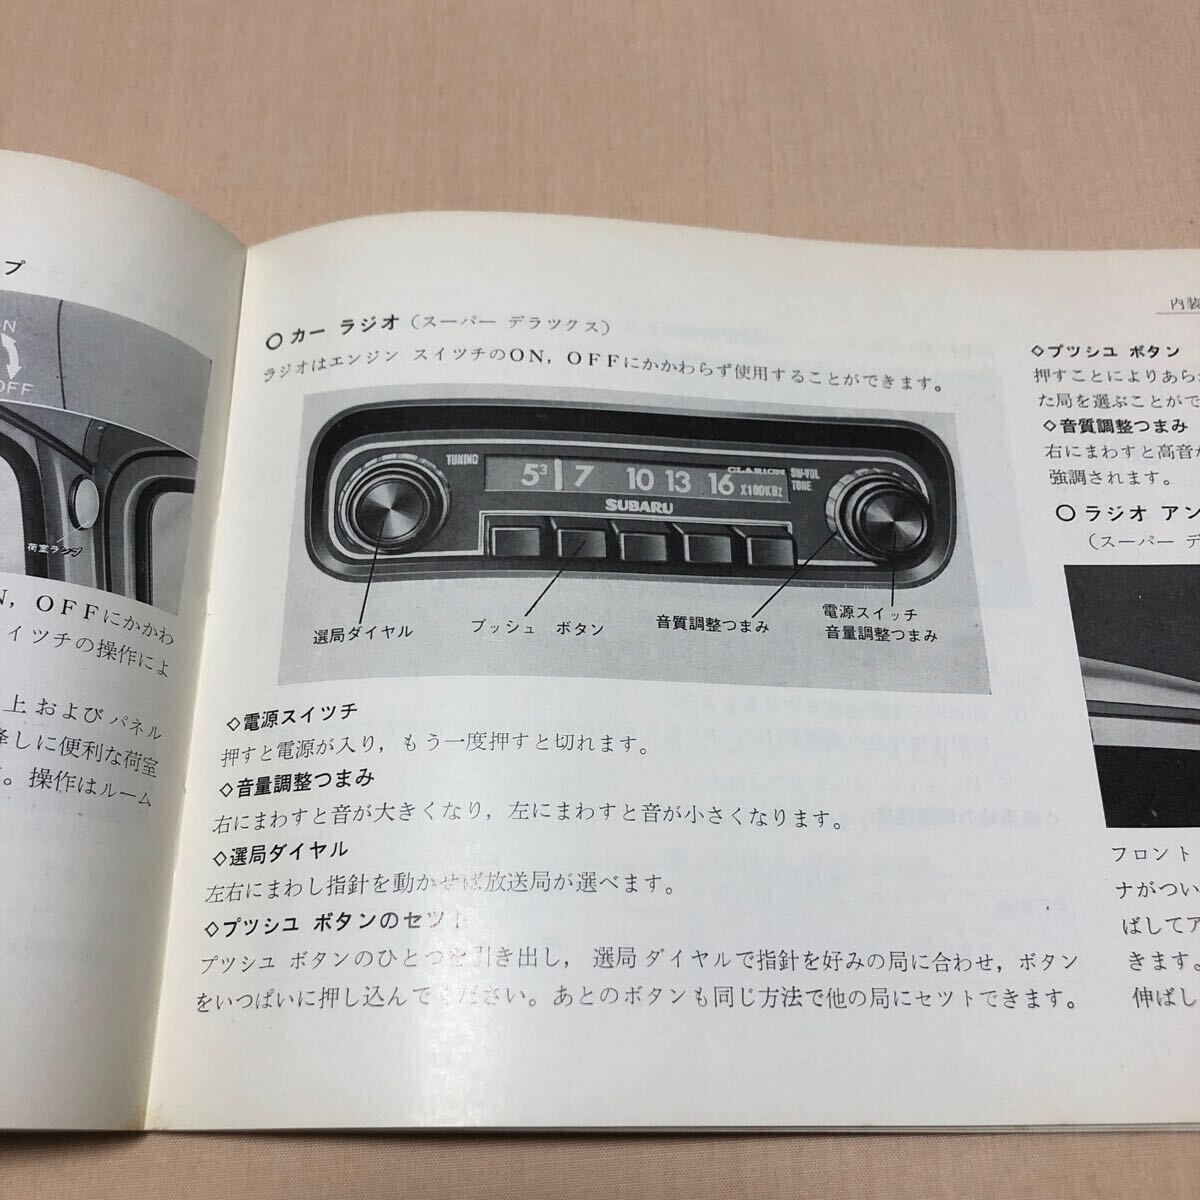 プ
ON
OFF
荷室ランプ
N，OFFにかかわ
イツチの操作によ
上およびパネル
降しに便利な荷室
。操作はルーム
内装
○カー ラジオ（スーパー デラツクス）
ラジオはエンジン スイツチのON，OFFにかかわらず使用することができます。
TUNING
5³ 7 10 13 16
CLARION
X100KHz
SW-VOL
TONE
SUBARU
選局ダイヤル
プッシュ ボタン
音質調整つまみ
電源スイッチ
音量調整つまみ
◇電源スイツチ
押すと電源が入り，もう一度押すと切れます。
◇音量調整つまみ
右にまわすと音が大きくなり，左にまわすと音が小さくなります。
◇選局ダイヤル
左右にまわし指針を動かせば放送局が選べます。
◇プツシユ ボタンのセツト
プツシユ ボタンのひとつを引き出し，選局ダイヤルで指針を好みの局に合わせ，ボタン
をいつぱいに押し込んでください。あとのボタンも同じ方法で他の局にセツトできます。
◇プツシユ ボタン
押すことによりあら
た局を選ぶことがで
◇音質調整つまみ
右にまわすと高音が
強調されます。
○ラジオ アン
（スーパー デ
フロント
ナがつい
ばしてア
きます。
伸ばし